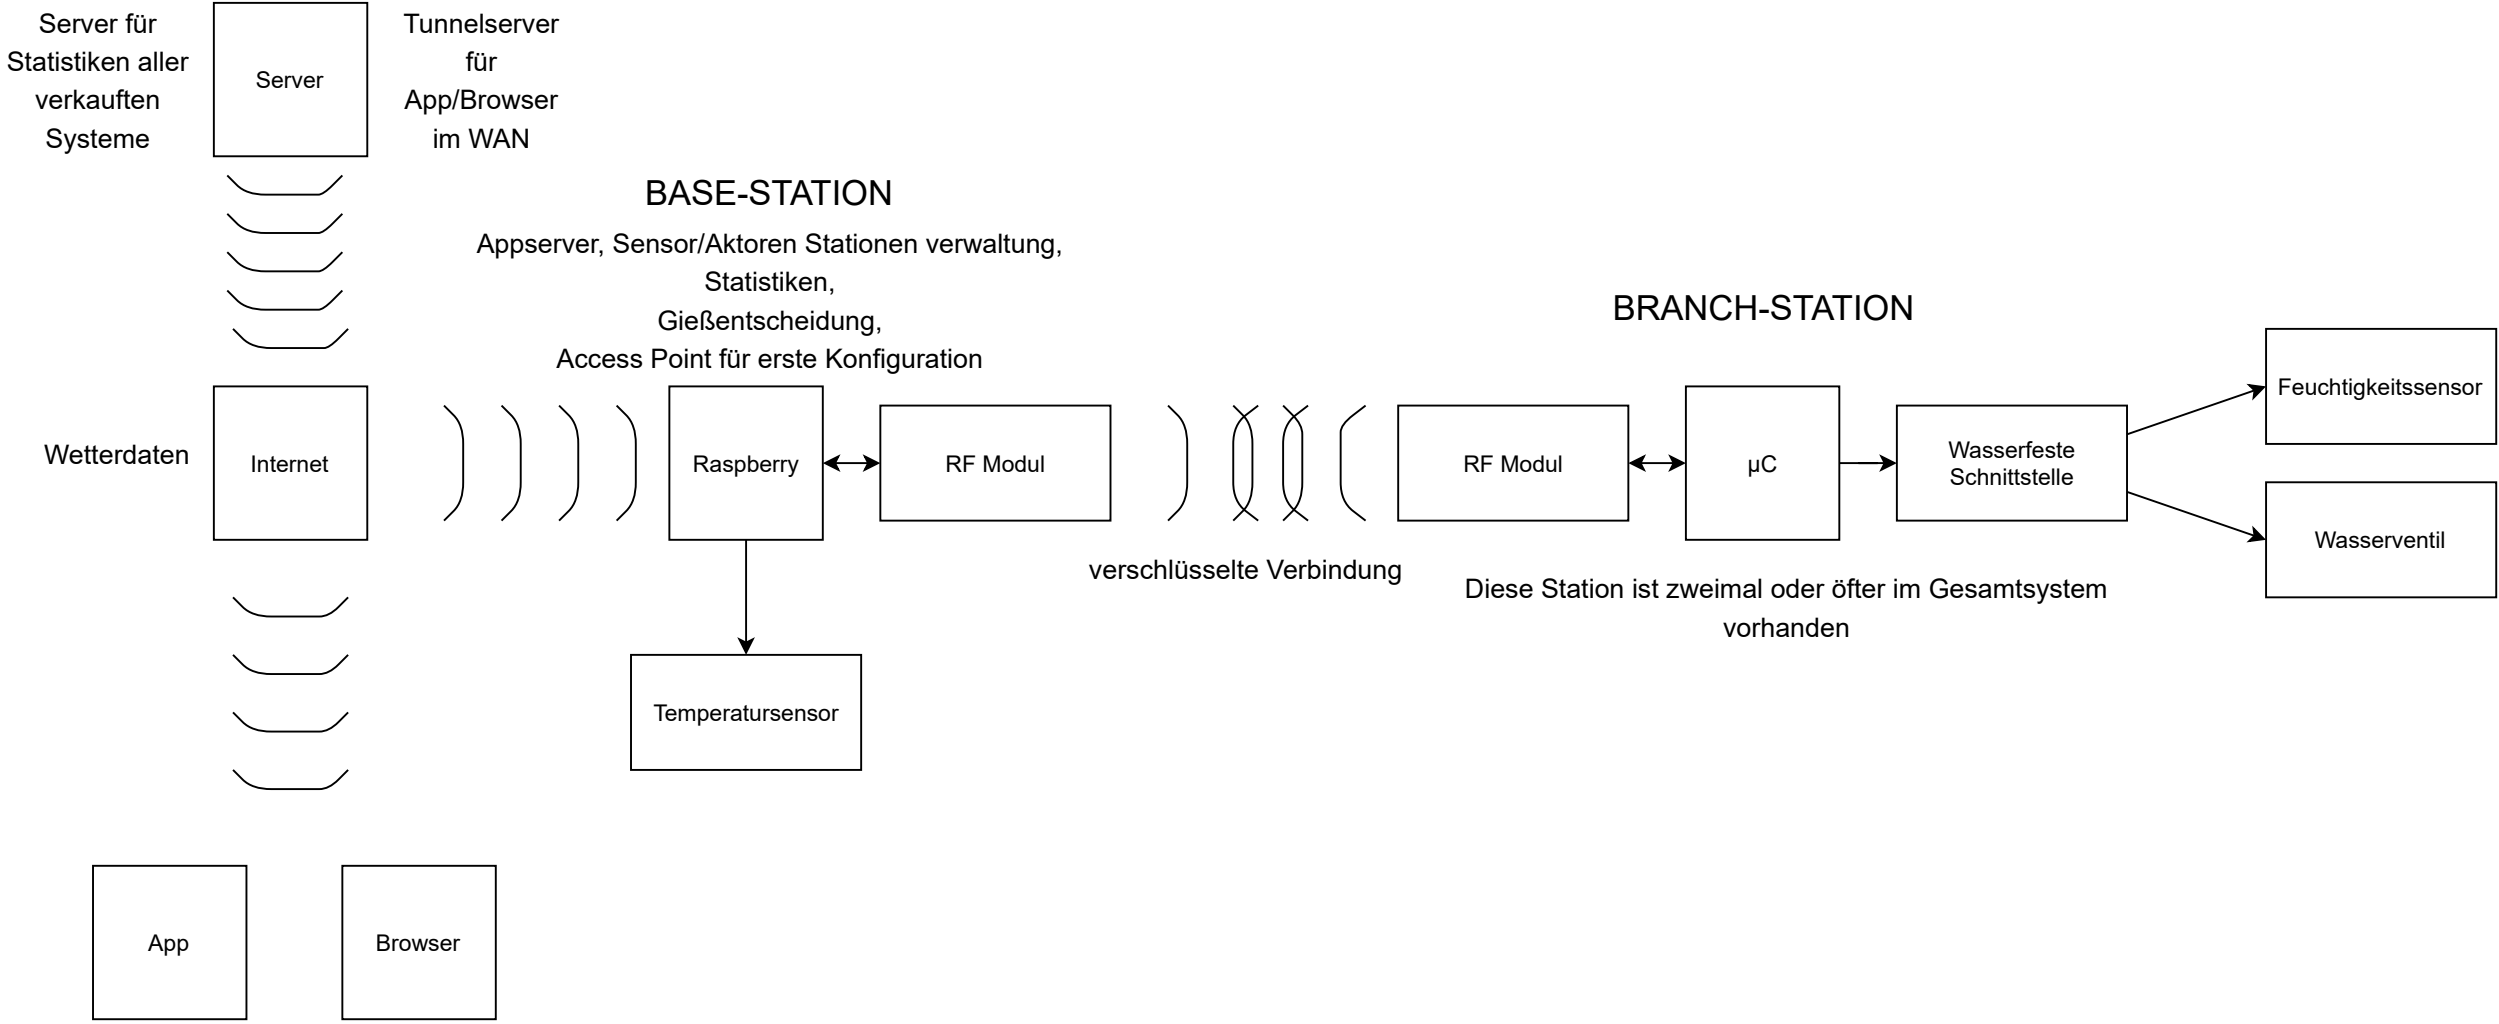 Server für
Statistiken aller
verkauften
Systeme
Server
Tunnelserver
für
App/Browser
im WAN
BASE-STATION
Appserver, Sensor/Aktoren Stationen verwaltung,
Statistiken,
Gießentscheidung,
Access Point für erste Konfiguration
BRANCH-STATION
Wetterdaten
Internet
Raspberry
RF Modul
RF Modul
µC
Wasserfeste
Schnittstelle
Feuchtigkeitssensor
Wasserventil
verschlüsselte Verbindung
Diese Station ist zweimal oder öfter im Gesamtsystem
vorhanden
Temperatursensor
App
Browser